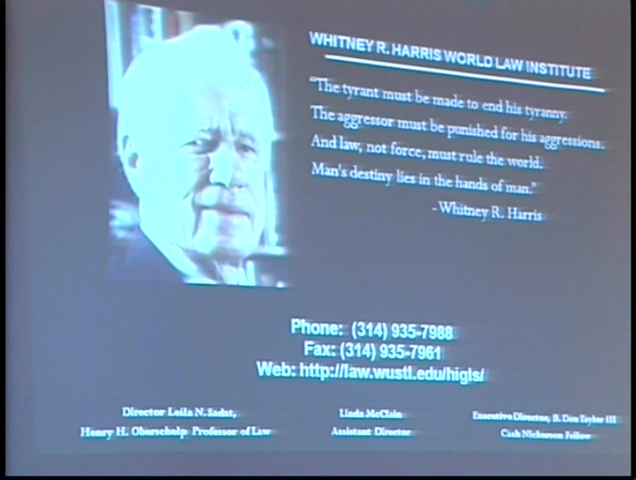 WHITNEY R. HARRIS WORLD LAW INSTITUTE
"The tyrant must be made to end his tyranny.
The aggressor must be punished for his aggressions.
And law, not force, must rule the world.
Man's destiny lies in the hands of man."
- Whitney R. Harris
Phone: (314) 935-7988
Fax: (314) 935-7961
Web: http://law.wustl.edu/higls/
Director Leila N. Sadat,
Henry H. Oberschelp Professor of Law
Linda McClain
Assistant Director
Executive Director, B. Don Taylor III
Cash Nickerson Fellow